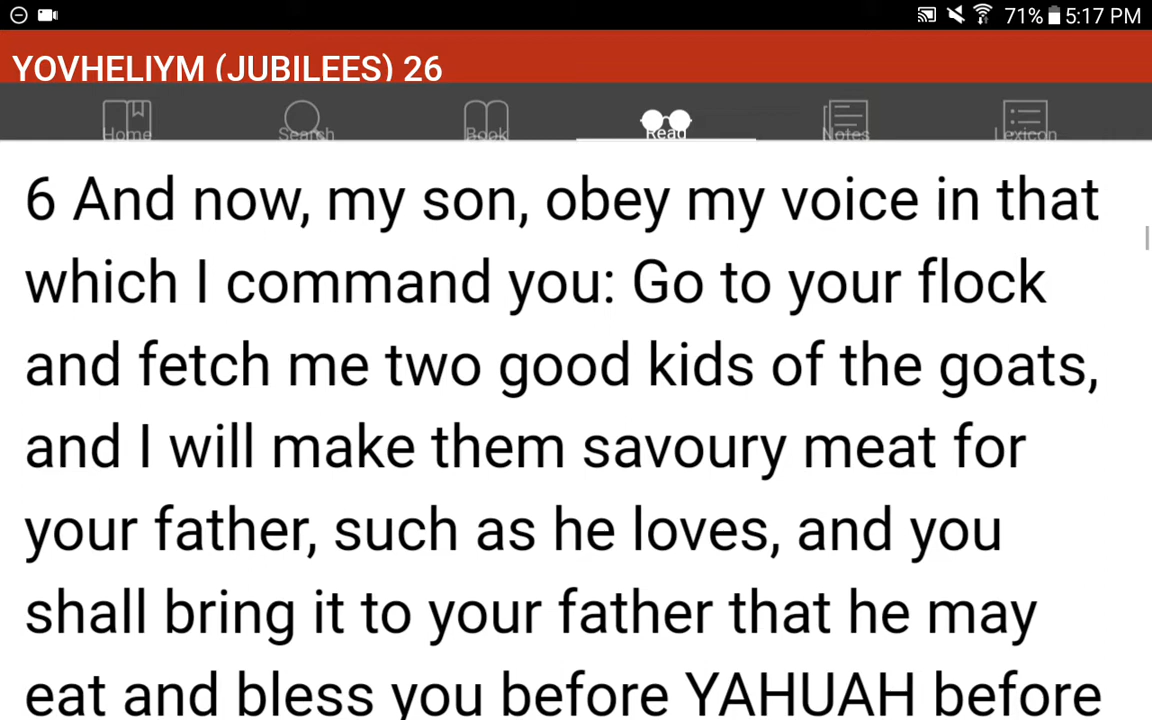 71% 5:17 PM
YOVHELIYM (JUBILEES) 26
Home Search Book Read Notes Lexicon
6 And now, my son, obey my voice in that
which I command you: Go to your flock
and fetch me two good kids of the goats,
and I will make them savoury meat for
your father, such as he loves, and you
shall bring it to your father that he may
eat and bless you before YAHUAH before